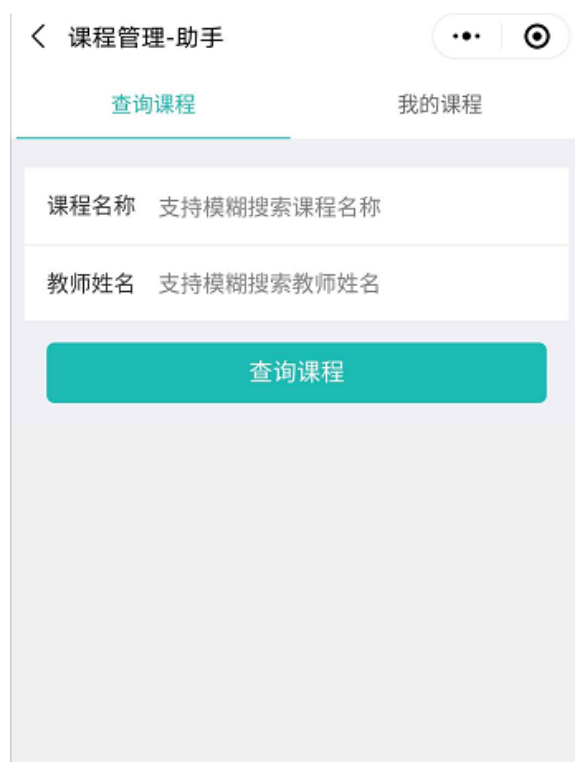 课程管理-助手
查询课程 我的课程
课程名称 支持模糊搜索课程名称
教师姓名 支持模糊搜索教师姓名
查询课程